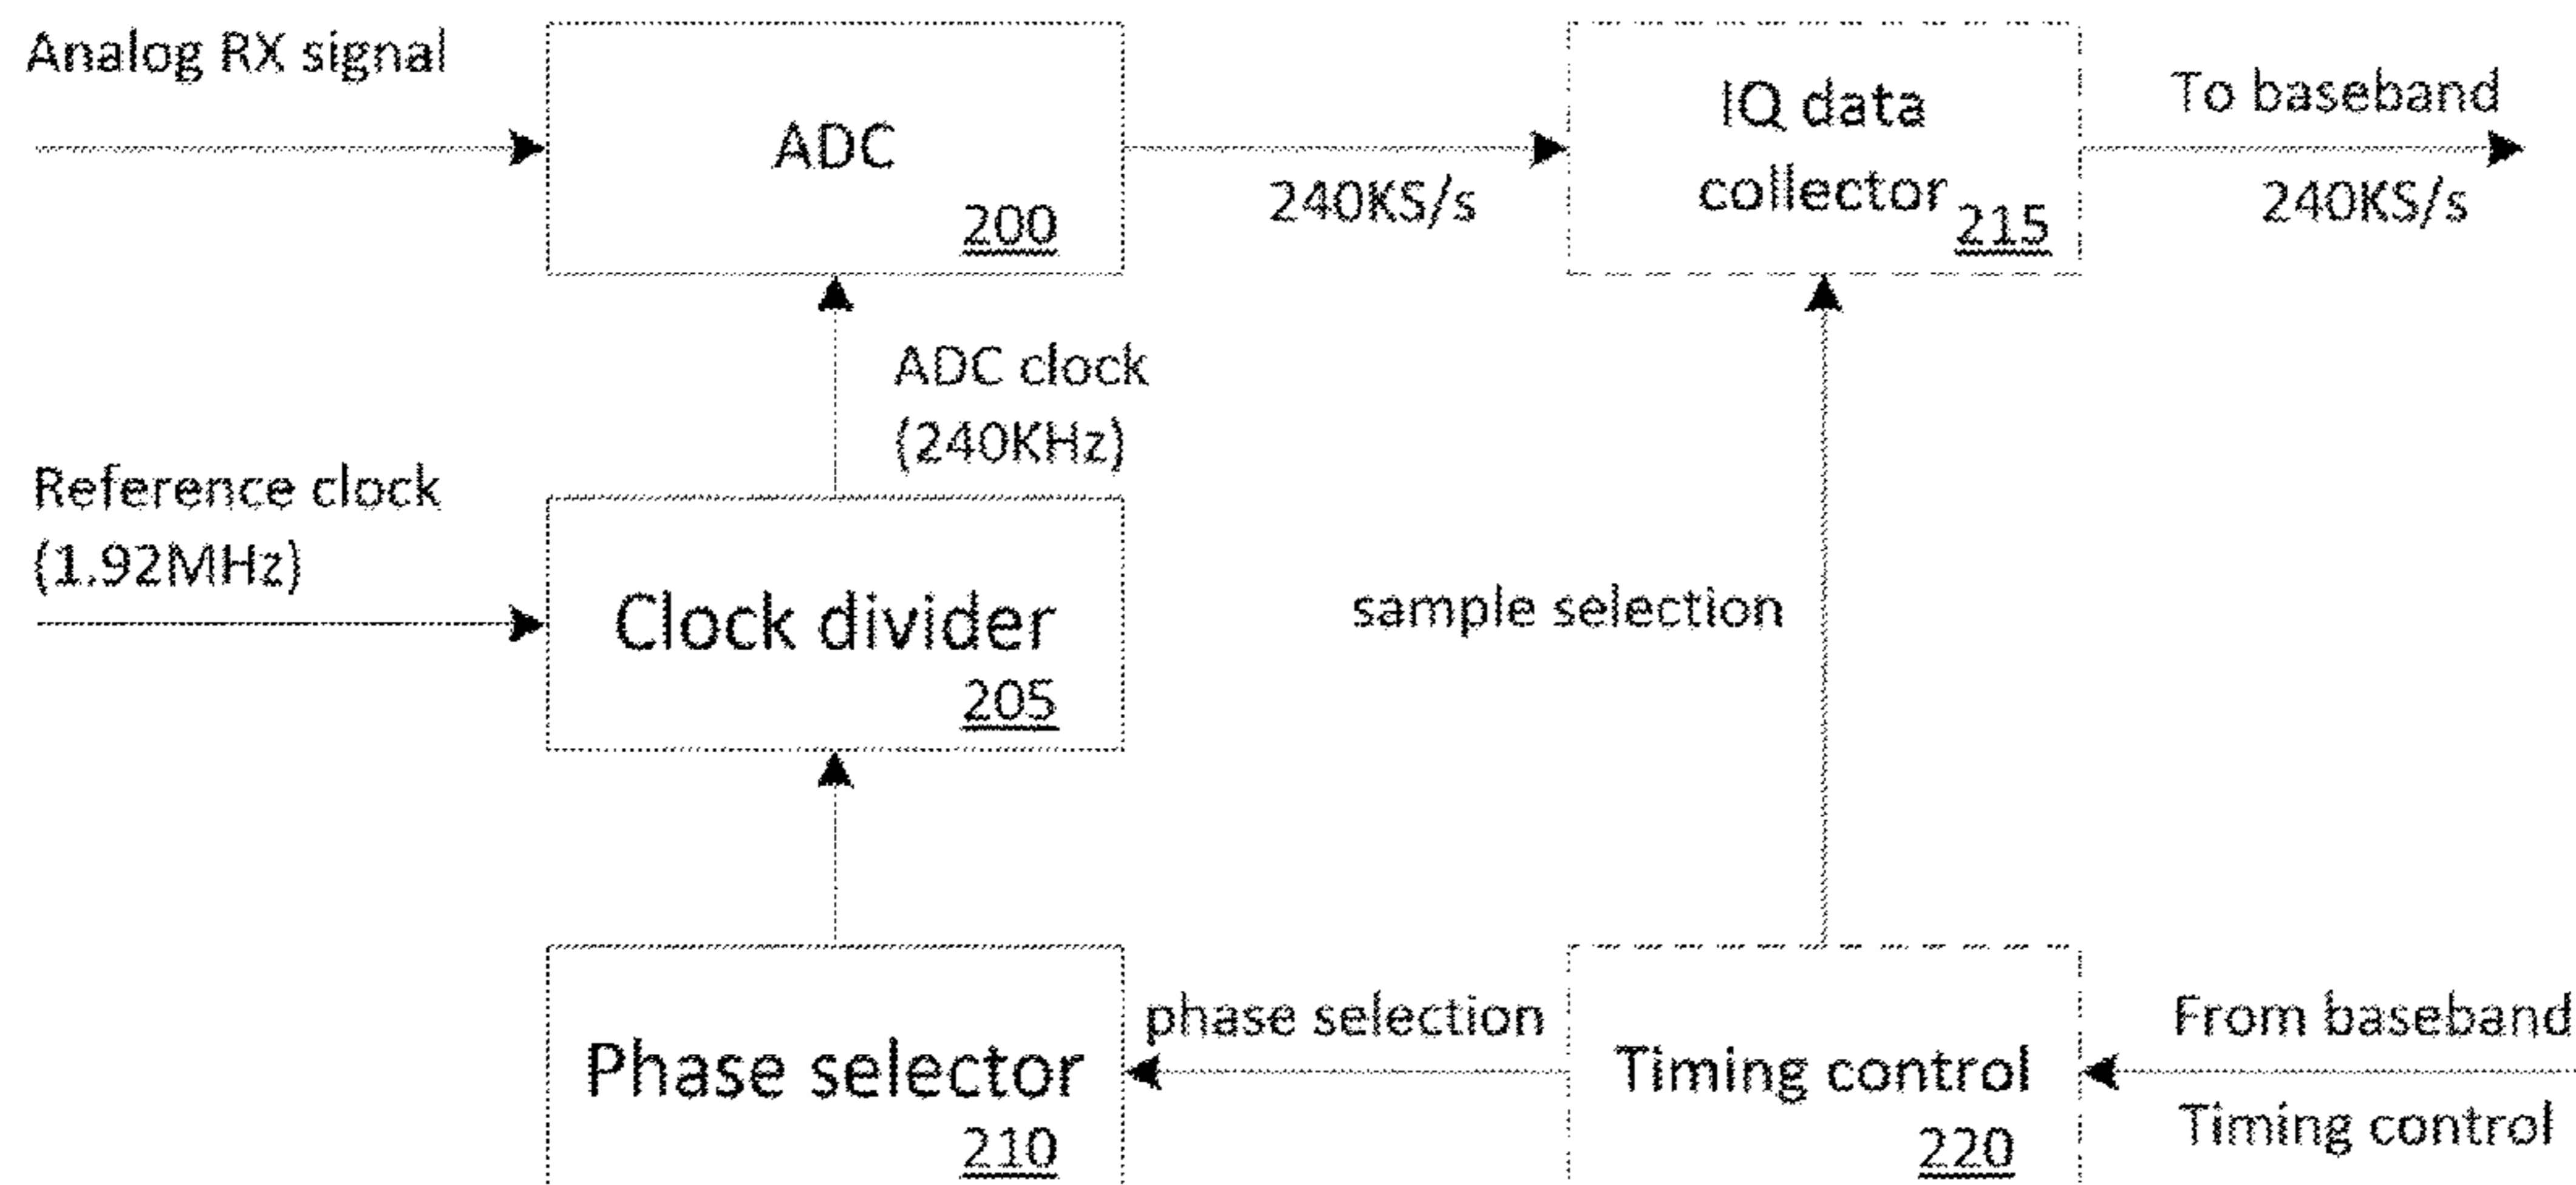 Analog RX signal
ADC
200
240KS/s
IQ data
collector
215
To baseband
240KS/s
ADC clock
(240KHz)
Reference clock
(1.92MHz)
Clock divider
205
sample selection
Phase selector
210
phase selection
Timing control
220
From baseband
Timing control